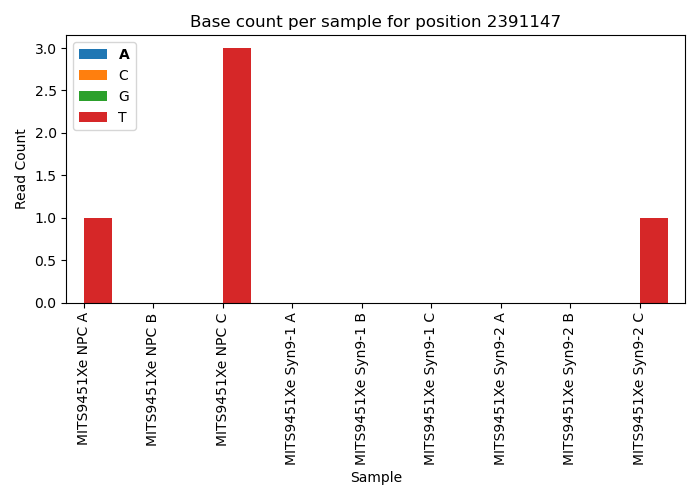 Base count per sample for position 2391147
Read Count
3.0
2.5
2.0
1.5
1.0
0.5
0.0
A
C
G
T
MITS9451Xe NPC A
MITS9451Xe NPC B
MITS9451Xe NPC C
MITS9451Xe Syn9-1 A
MITS9451Xe Syn9-1 B
MITS9451Xe Syn9-1 C
MITS9451Xe Syn9-2 A
MITS9451Xe Syn9-2 B
MITS9451Xe Syn9-2 C
Sample